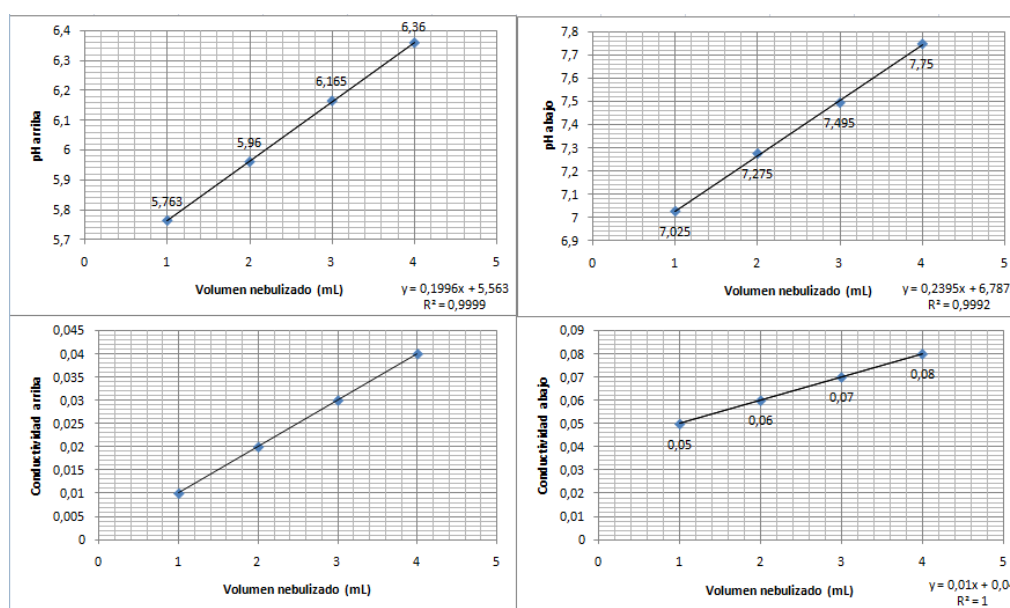 6,4
6,3
6,2
6,1
6
5,9
5,8
5,7
pH arriba
5,763
5,96
6,165
6,36
0 1 2 3 4 5
Volumen nebulizado (mL)
y = 0,1996x + 5,563
R² = 0,9999
7,8
7,7
7,6
7,5
7,4
7,3
7,2
7,1
7
6,9
pH abajo
7,025
7,275
7,495
7,75
0 1 2 3 4 5
Volumen nebulizado (mL)
y = 0,2395x + 6,787
R² = 0,9992
0,045
0,04
0,035
0,03
0,025
0,02
0,015
0,01
0,005
0
Conductividad arriba
0 1 2 3 4 5
Volumen nebulizado (mL)
0,09
0,08
0,07
0,06
0,05
0,04
0,03
0,02
0,01
0
Conductividad abajo
0,05
0,06
0,07
0,08
0 1 2 3 4 5
Volumen nebulizado (mL)
y = 0,01x + 0,0
R² = 1